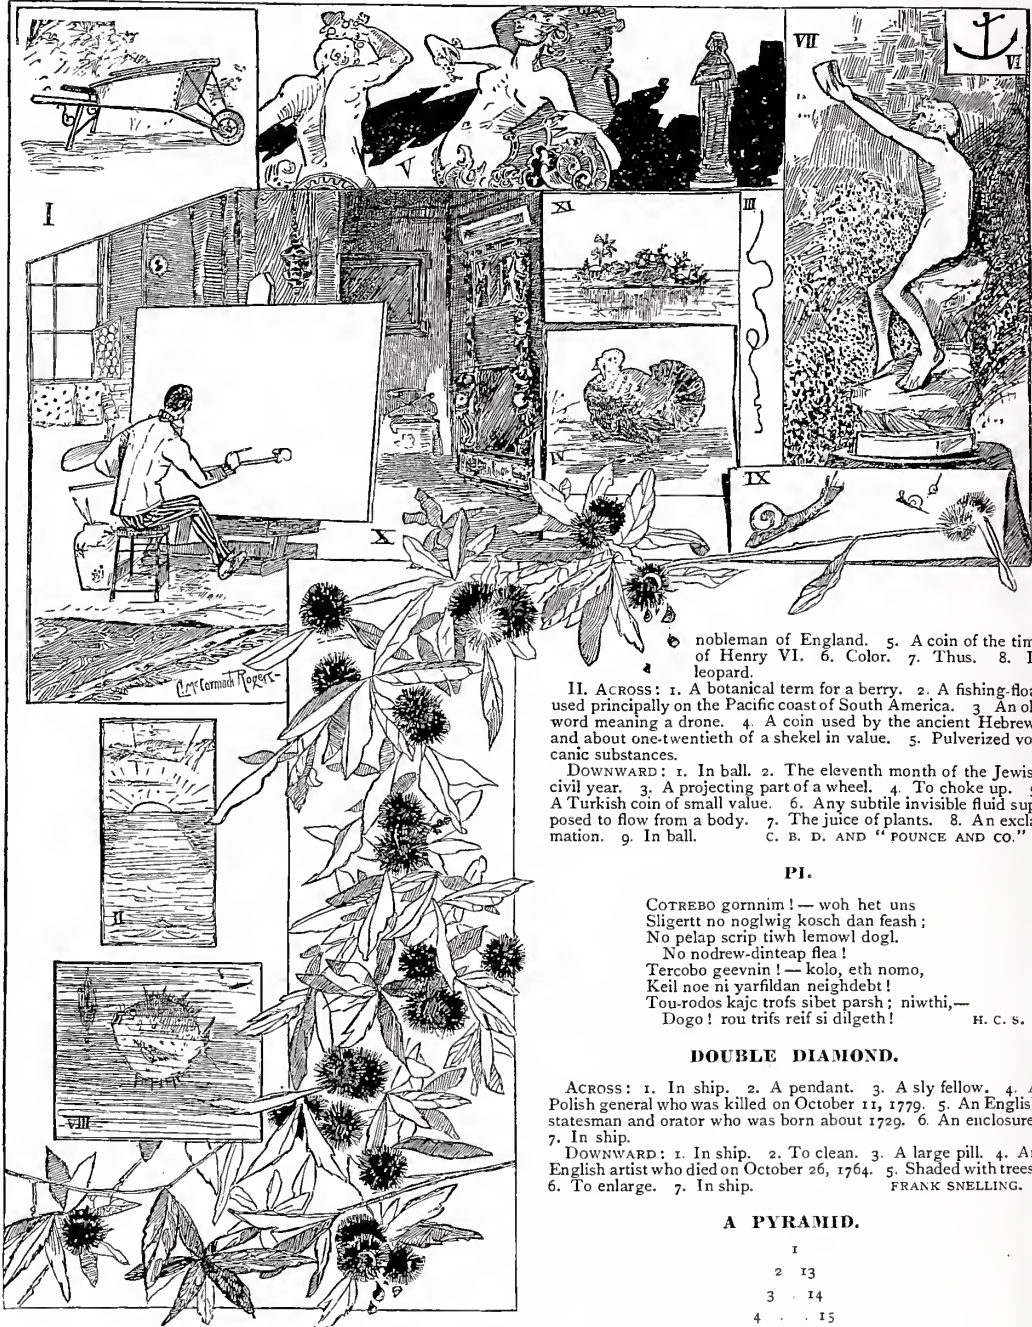 VII
VI
V
I
XI
III
IV
IX
X
C. McCormick Rogers
II
VIII
nobleman of England. 5. A coin of the tim
of Henry VI. 6. Color. 7. Thus. 8. I
leopard.
II. ACROSS: 1. A botanical term for a berry. 2. A fishing-floa
used principally on the Pacific coast of South America. 3 An ol
word meaning a drone. 4. A coin used by the ancient Hebrew
and about one-twentieth of a shekel in value. 5. Pulverized vo
canic substances.
DOWNWARD: 1. In ball. 2. The eleventh month of the Jewis
civil year. 3. A projecting part of a wheel. 4. To choke up.
A Turkish coin of small value. 6. Any subtile invisible fluid sup
posed to flow from a body. 7. The juice of plants. 8. An excla
mation. 9. In ball. C. B. D. AND "POUNCE AND CO."
PI.
COTREBO gornnim! — woh het uns
Sligertt no noglwig kosch dan feash;
No pelap scrip tiwh lemowl dogl.
No nodrew-dinteap flea!
Tercobo geevnin! — kolo, eth nomo,
Keil noe ni yarfildan neighdebt!
Tou-rodos kajc trofs sibet parsh; niwthi,—
Dogo! rou trifs reif si dilgeth! H. C. S.
DOUBLE DIAMOND.
ACROSS: 1. In ship. 2. A pendant. 3. A sly fellow. 4. A
Polish general who was killed on October 11, 1779. 5. An Englis
statesman and orator who was born about 1729. 6. An enclosure
7. In ship.
DOWNWARD: 1. In ship. 2. To clean. 3. A large pill. 4. A
English artist who died on October 26, 1764. 5. Shaded with trees
6. To enlarge. 7. In ship. FRANK SNELLING.
A PYRAMID.
1
2 13
3 . 14
4 . . 15